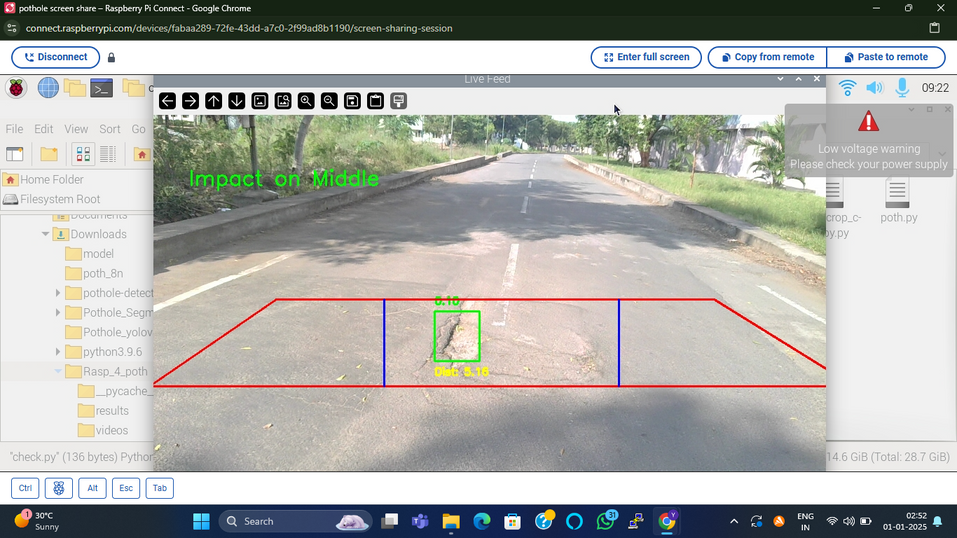 pothole screen share – Raspberry Pi Connect - Google Chrome
connect.raspberrypi.com/devices/fabaa289-72fe-43dd-a7c0-2f99ad8b1190/screen-sharing-session
Disconnect
Enter full screen
Copy from remote
Paste to remote
Live Feed
09:22
File Edit View Sort Go
Low voltage warning
Please check your power supply
Home Folder
Filesystem Root
Impact on Middle
Documents
Downloads
model
poth_8n
pothole-detect
Pothole_Segm
Pothole_yolov
python3.9.6
Rasp_4_poth
__pycache_
results
videos
crop_c-
py.py
poth.py
Dist: 5.16
"check.py" (136 bytes) Python
14.6 GiB (Total: 28.7 GiB)
Ctrl
Alt
Esc
Tab
1
30°C
Sunny
Search
31
Y
ENG
IN
02:52
01-01-2025